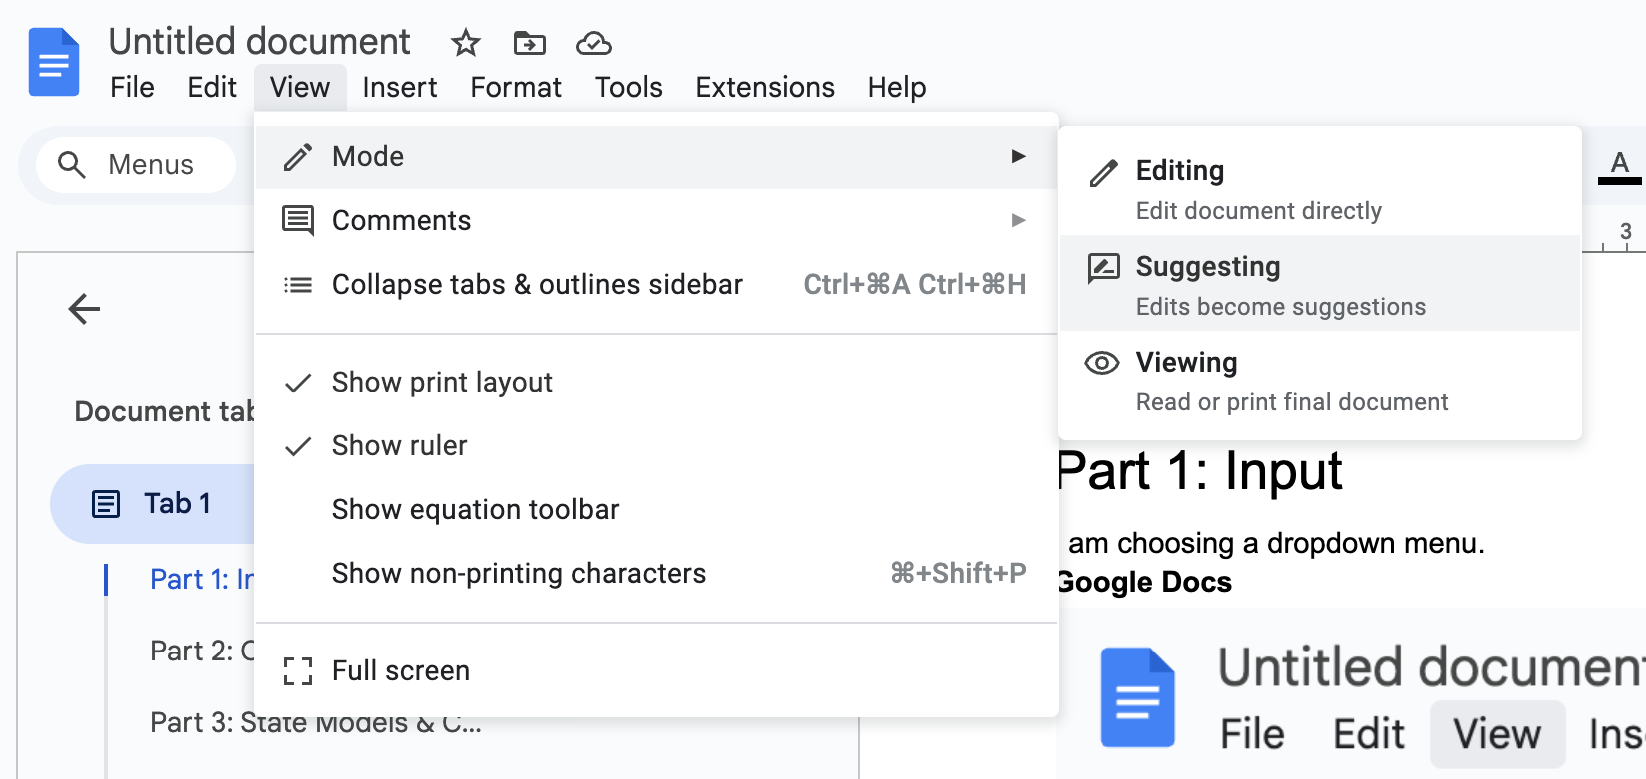 Untitled document
File Edit View Insert Format Tools Extensions Help
Menus
A
3
Mode
Comments
Collapse tabs & outlines sidebar Ctrl+⌘A Ctrl+⌘H
Show print layout
Show ruler
Show equation toolbar
Show non-printing characters ⌘+Shift+P
Full screen
Editing
Edit document directly
Suggesting
Edits become suggestions
Viewing
Read or print final document
Document tab
Tab 1
Part 1: In
Part 2:
Part 3: State Models & C...
Part 1: Input
am choosing a dropdown menu.
Google Docs
Untitled document
File Edit View Ins